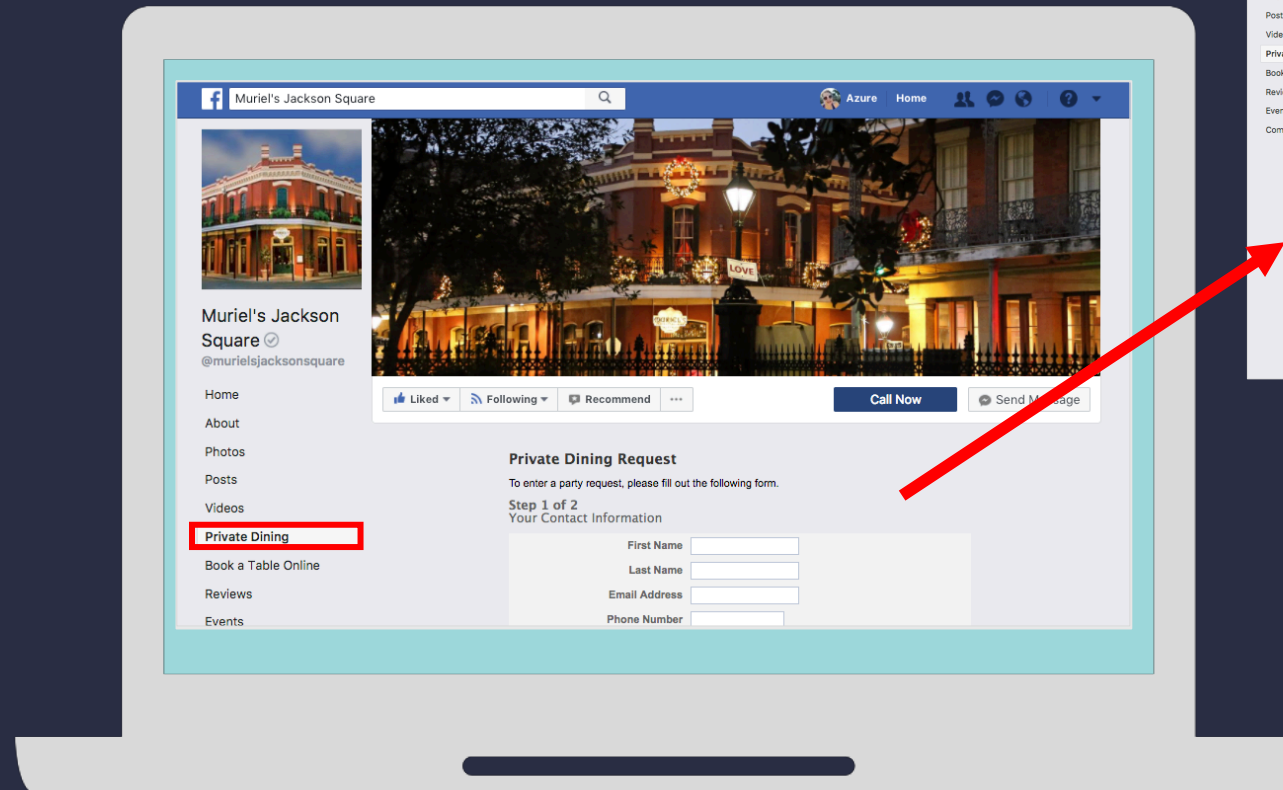 f Muriel's Jackson Square
Azure Home
LOVE
Muriel's Jackson
Square
@murielsjacksonsquare
Home
About
Photos
Posts
Videos
Private Dining
Book a Table Online
Reviews
Events
Liked
Following
Recommend
Call Now
Private Dining Request
To enter a party request, please fill out the following form.
Step 1 of 2
Your Contact Information
First Name
Last Name
Email Address
Phone Number